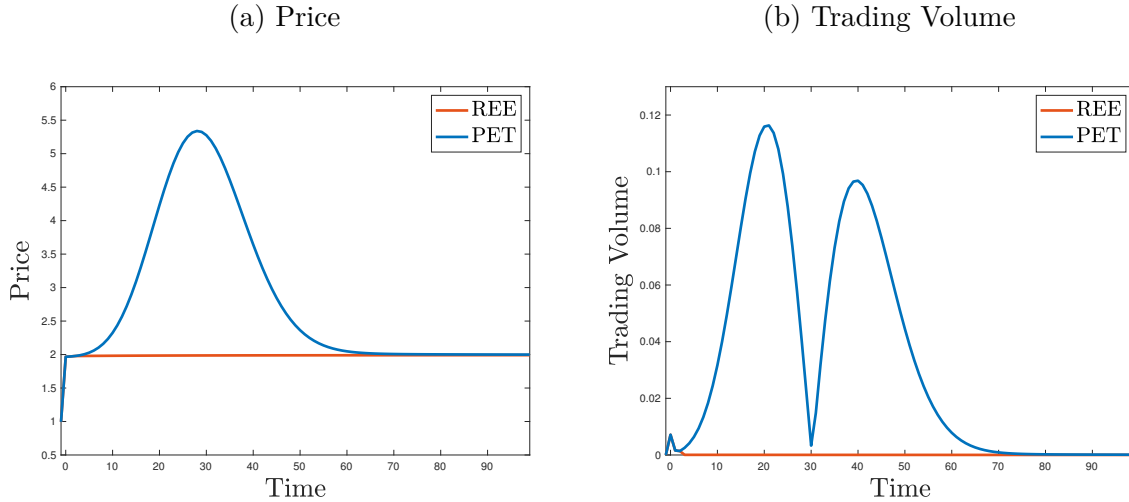 (a) Price
6
5.5
5
4.5
4
3.5
3
2.5
2
1.5
1
0.5
0 10 20 30 40 50 60 70 80 90
Price
Time
REE
PET
(b) Trading Volume
0.12
0.1
0.08
0.06
0.04
0.02
0
0 10 20 30 40 50 60 70 80 90
Trading Volume
Time
REE
PET